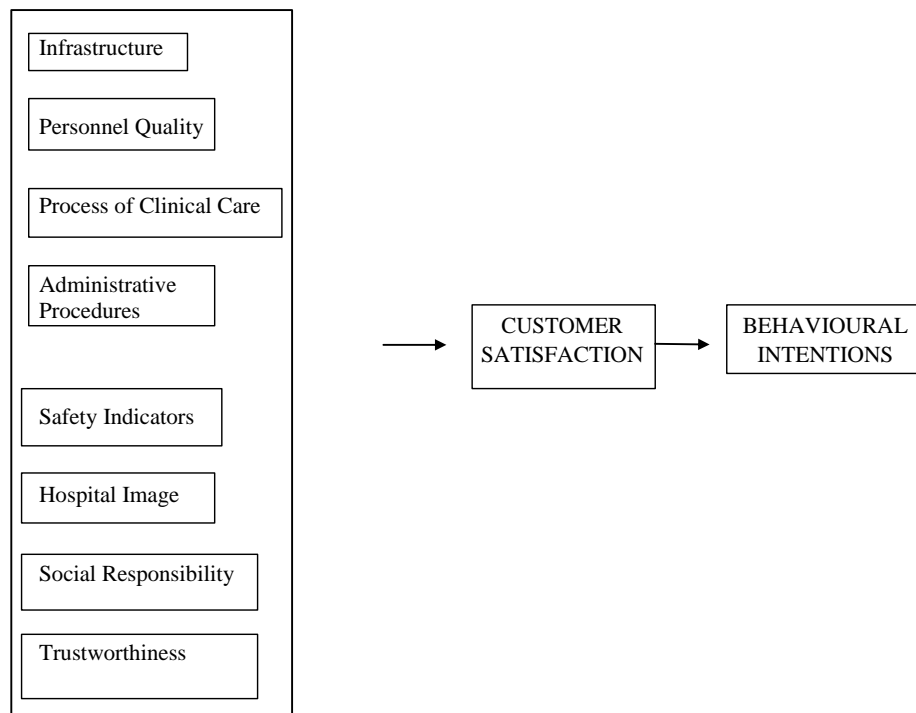 Infrastructure
Personnel Quality
Process of Clinical Care
Administrative
Procedures
CUSTOMER
SATISFACTION
BEHAVIOURAL
INTENTIONS
Safety Indicators
Hospital Image
Social Responsibility
Trustworthiness